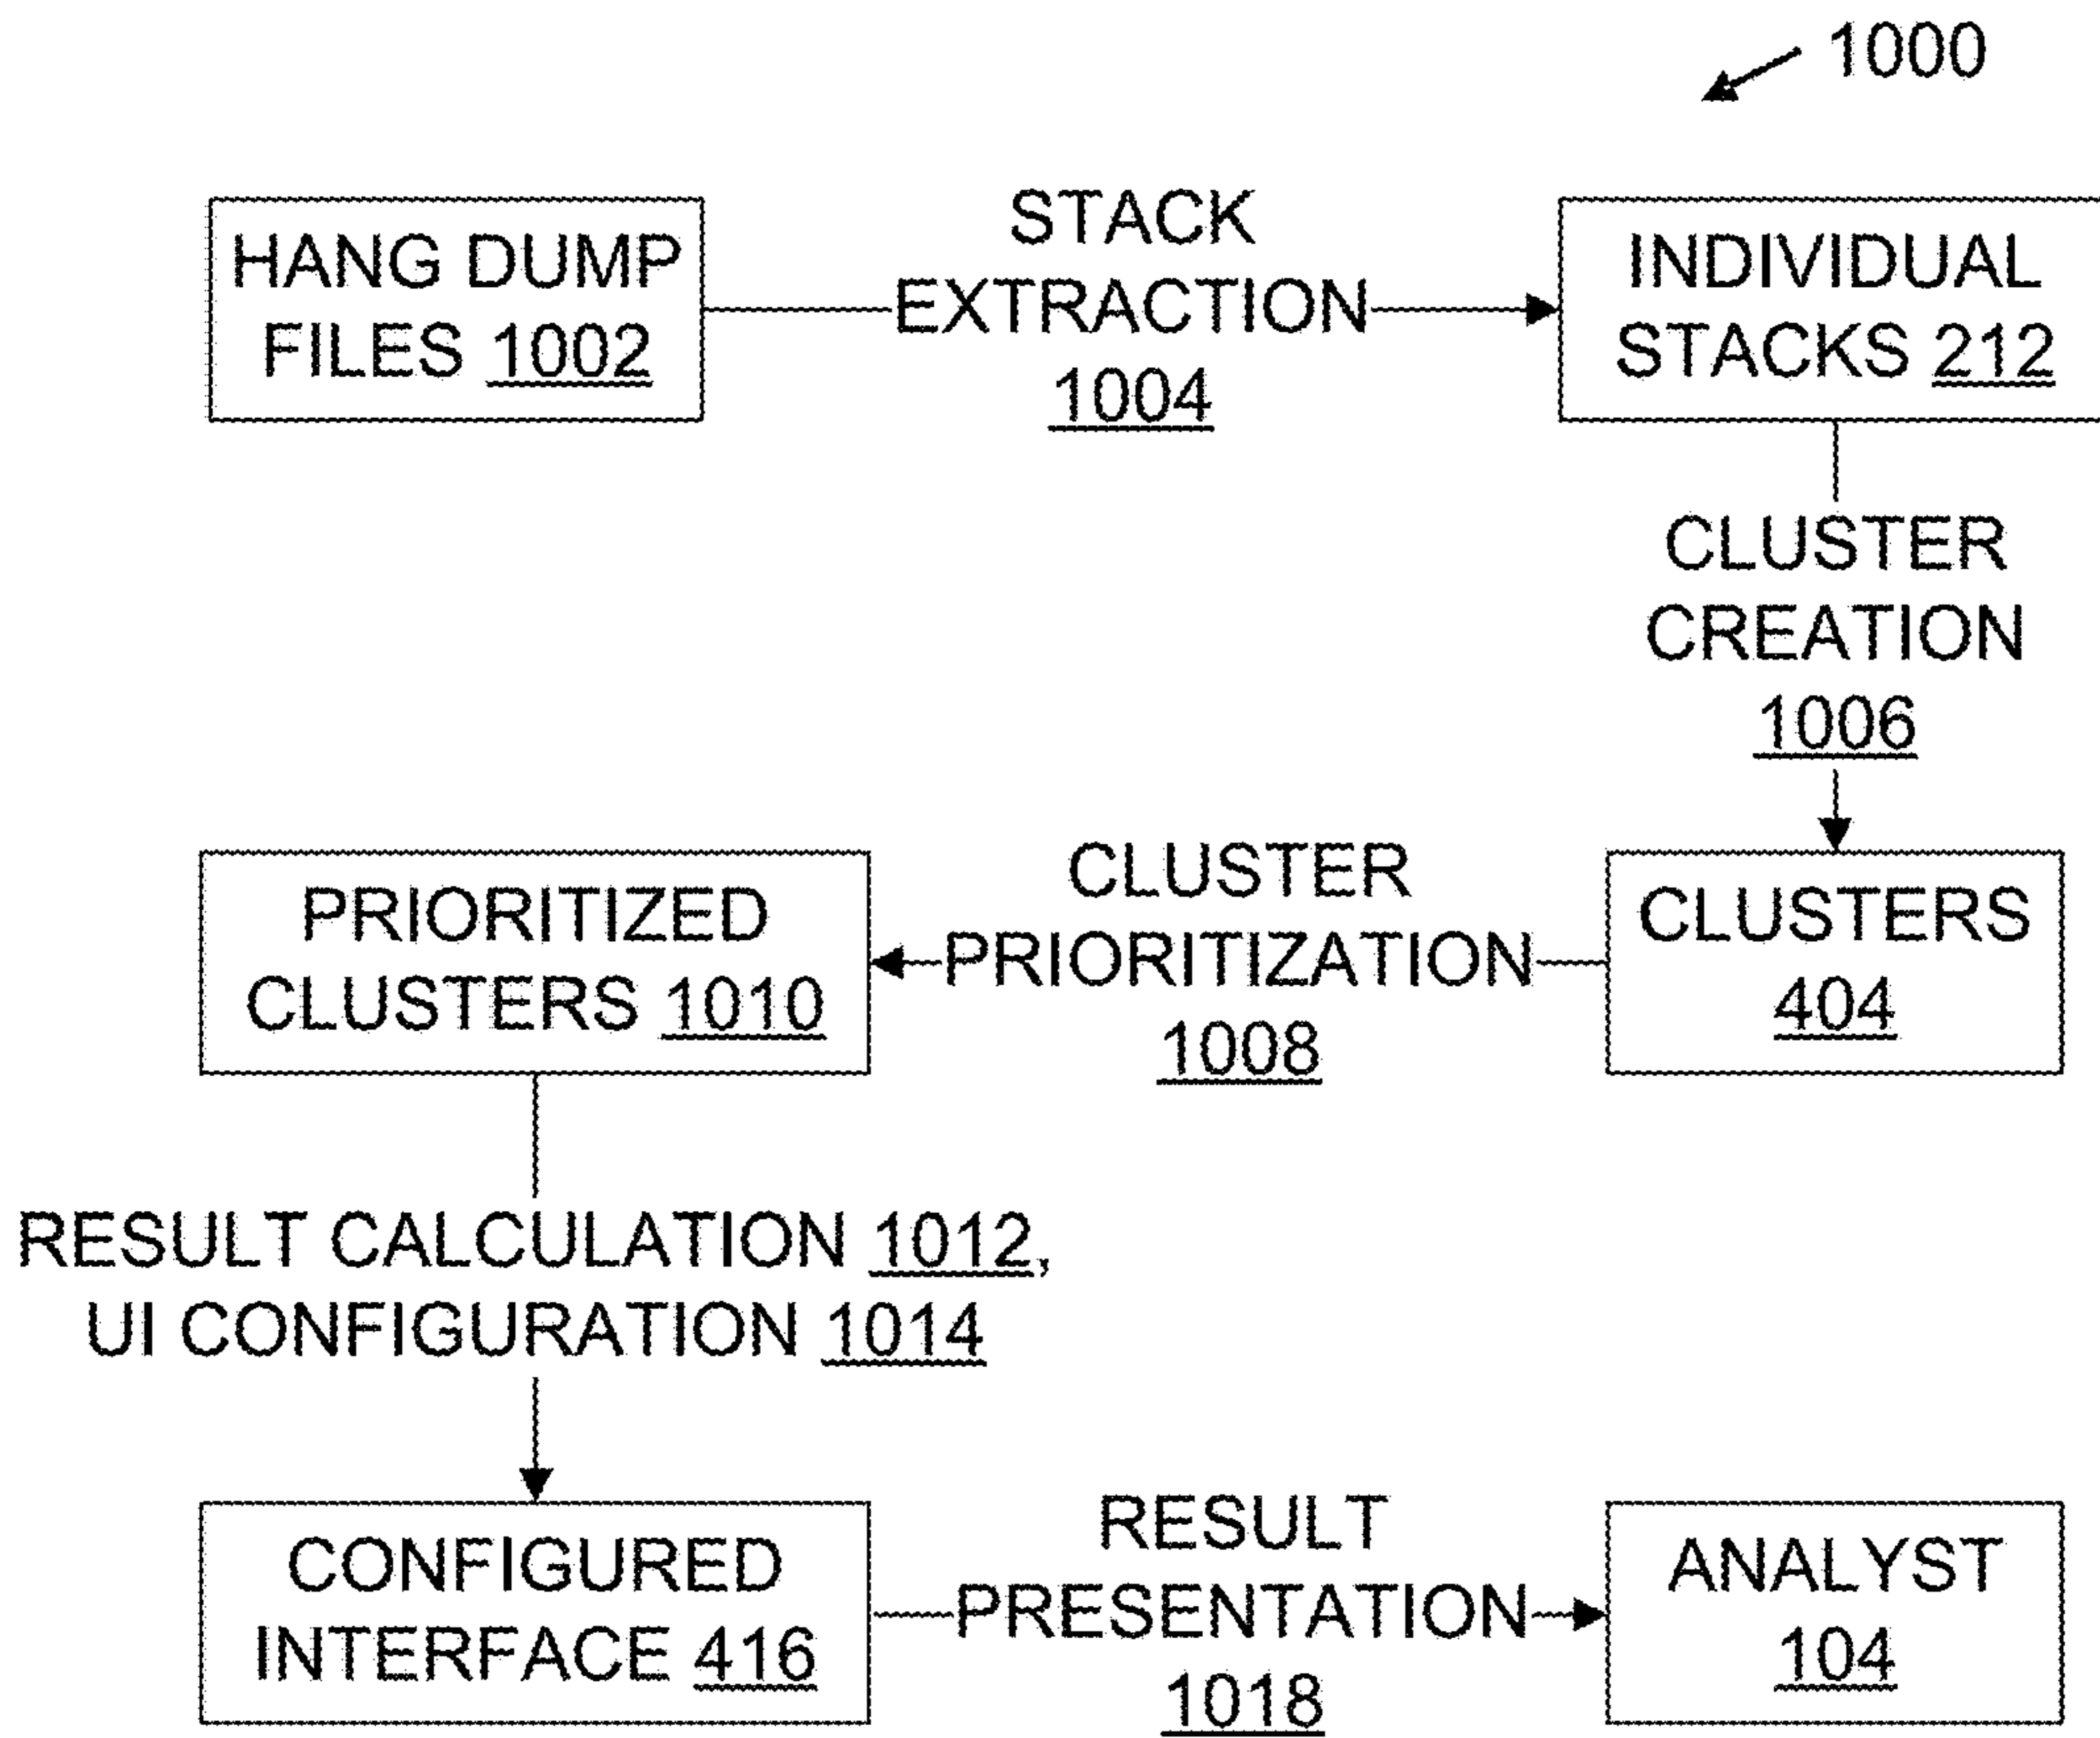 1000
HANG DUMP
FILES 1002
STACK
EXTRACTION
1004
INDIVIDUAL
STACKS 212
CLUSTER
CREATION
1006
PRIORITIZED
CLUSTERS 1010
CLUSTER
PRIORITIZATION
1008
CLUSTERS
404
RESULT CALCULATION 1012,
UI CONFIGURATION 1014
CONFIGURED
INTERFACE 416
RESULT
PRESENTATION
1018
ANALYST
104